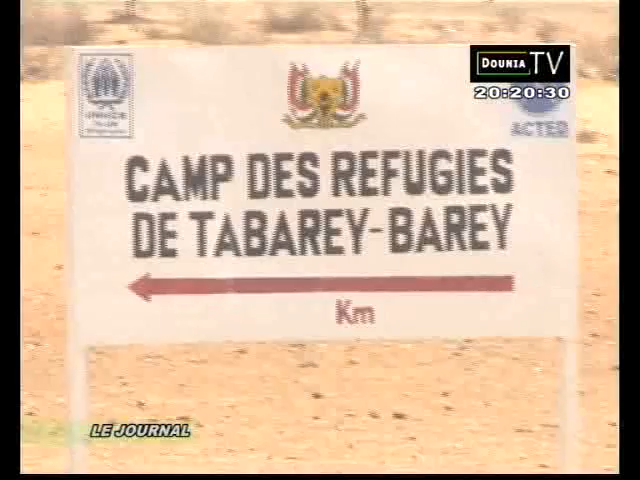 DOUNIA TV
20:20:30
UNHCR
ACTED
CAMP DES REFUGIES
DE TABAREY-BAREY
Km
LE JOURNAL